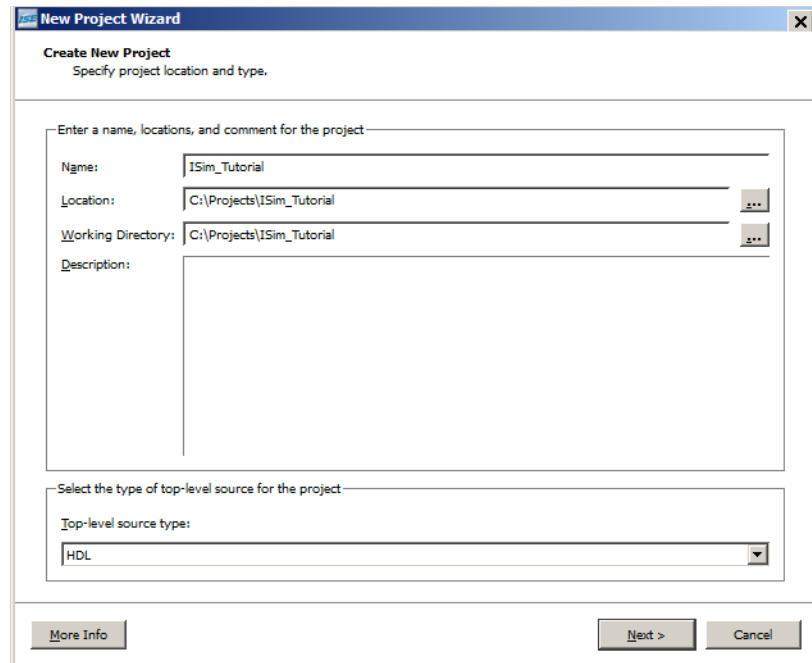 ISE New Project Wizard
Create New Project
Specify project location and type.
Enter a name, locations, and comment for the project
Name: ISim_Tutorial
Location: C:\Projects\ISim_Tutorial ...
Working Directory: C:\Projects\ISim_Tutorial ...
Description:
Select the type of top-level source for the project
Top-level source type:
HDL
More Info Next > Cancel